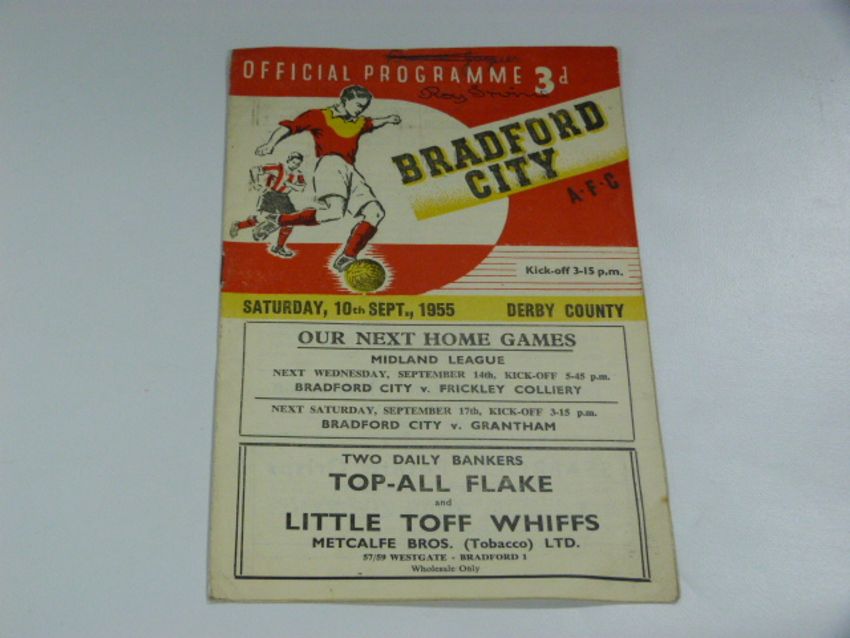 OFFICIAL PROGRAMME 3d
BRADFORD
CITY
A·F·C
Kick-off 3-15 p.m.
SATURDAY, 10th SEPT., 1955 DERBY COUNTY
OUR NEXT HOME GAMES
MIDLAND LEAGUE
NEXT WEDNESDAY, SEPTEMBER 14th, KICK-OFF 5-45 p.m.
BRADFORD CITY v. FRICKLEY COLLIERY
NEXT SATURDAY, SEPTEMBER 17th, KICK-OFF 3-15 p.m.
BRADFORD CITY v. GRANTHAM
TWO DAILY BANKERS
TOP-ALL FLAKE
and
LITTLE TOFF WHIFFS
METCALFE BROS. (Tobacco) LTD.
57/59 WESTGATE - BRADFORD 1
Wholesale Only